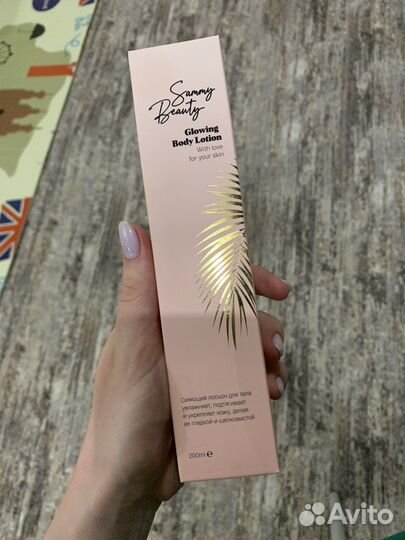 Sammy
Beauty
Glowing
Body Lotion
With love
for your skin
Сияющий лосьон для тела
увлажняет, подтягивает
и укрепляет кожу, делая
ее гладкой и шелковистой
200ml ℮
Avito